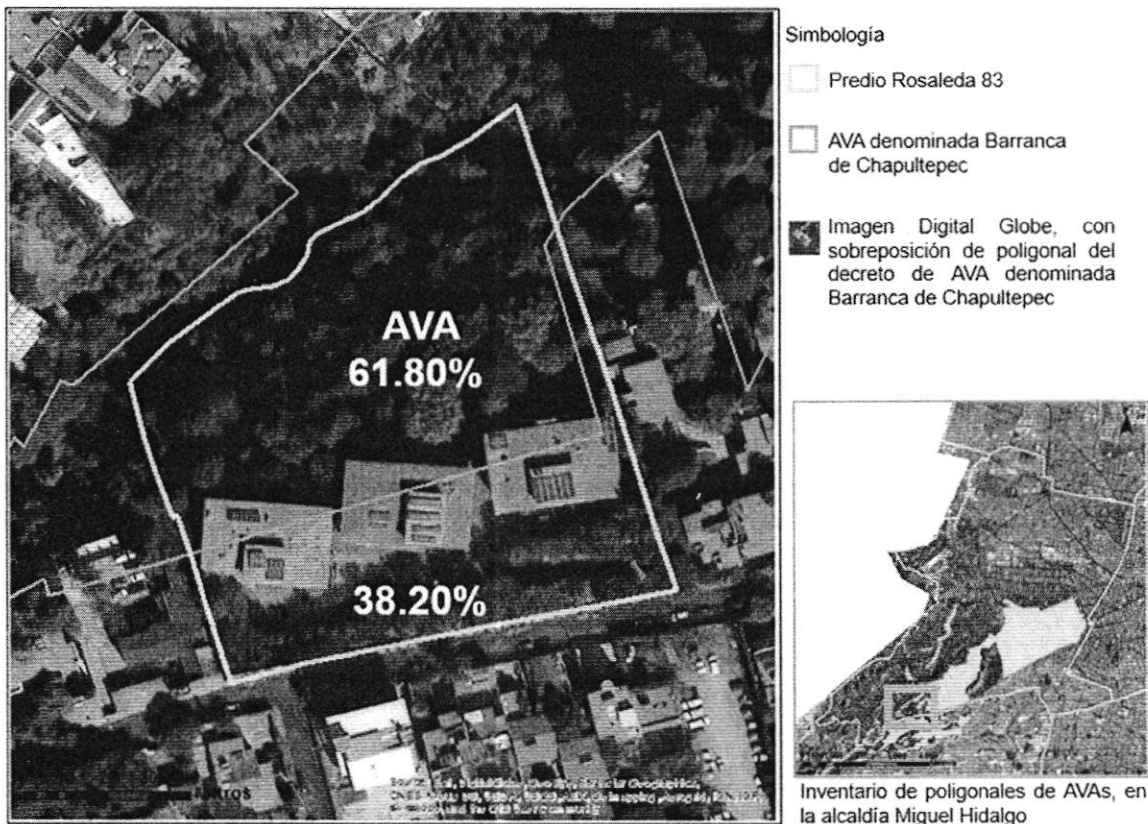 Simbología
Predio Rosaleda 83
AVA denominada Barranca
de Chapultepec
Imagen Digital Globe, con
sobreposición de poligonal del
decreto de AVA denominada
Barranca de Chapultepec
AVA
61.80%
38.20%
Inventario de poligonales de AVAs, en
la alcaldía Miguel Hidalgo